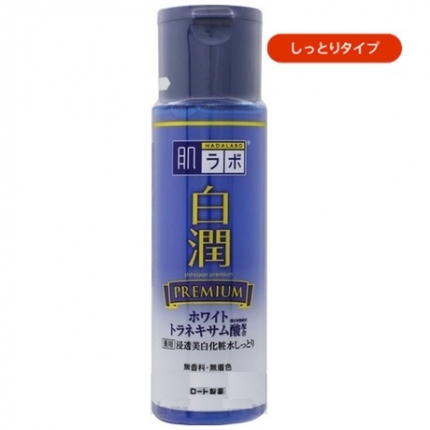 しっとりタイプ
HADALABO
肌ラボ
白潤
shirojyun premium
PREMIUM
ホワイト
トラネキサム酸配合
薬用 浸透美白化粧水しっとり
無香料・無着色
ロート製薬